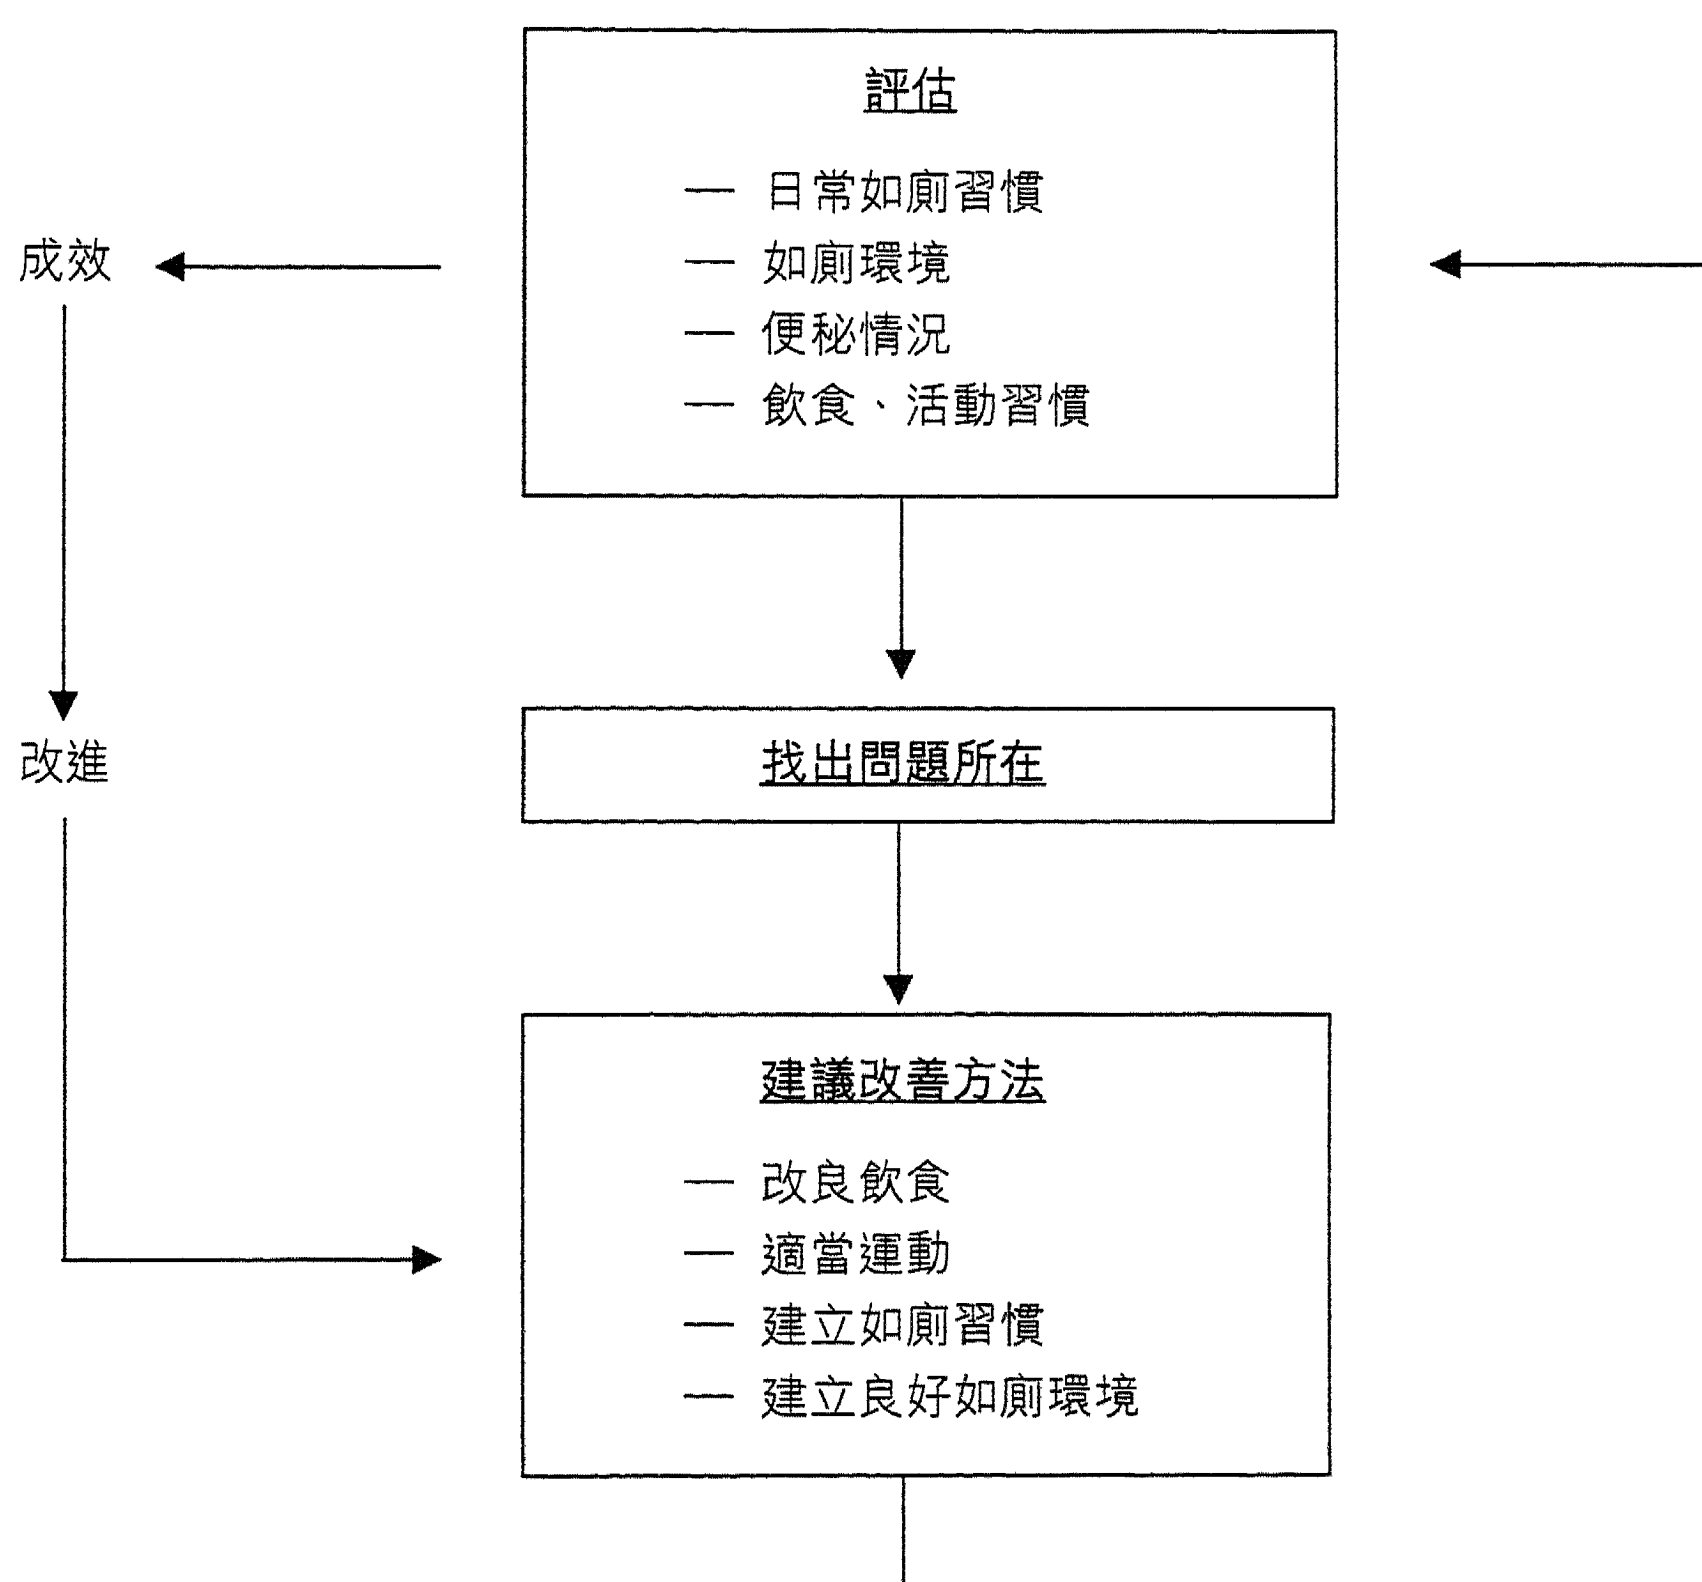 評估
— 日常如廁習慣
— 如廁環境
— 便秘情況
— 飲食、活動習慣
成效
改進
找出問題所在
建議改善方法
— 改良飲食
— 適當運動
— 建立如廁習慣
— 建立良好如廁環境